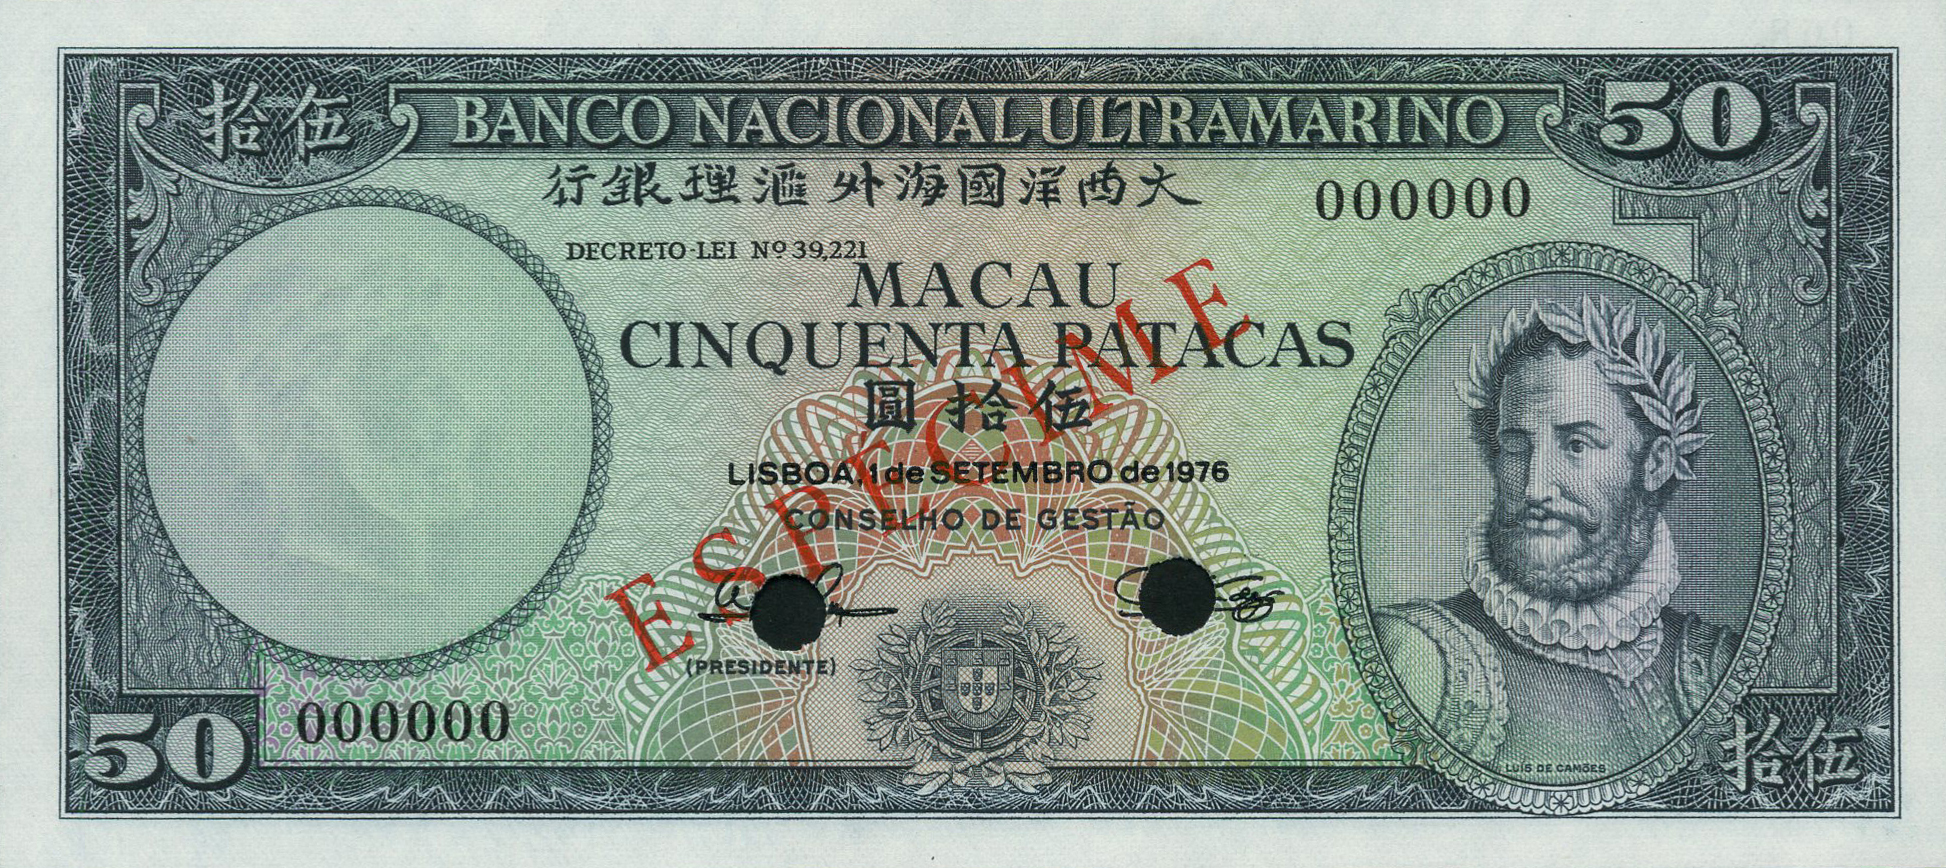 伍拾
BANCO NACIONAL ULTRAMARINO
50
大西洋國海外滙理銀行
000000
DECRETO-LEI Nº 39,221
MACAU
CINQUENTA PATACAS
伍拾圓
ESPÉCIME
LISBOA, 1 de SETEMBRO de 1976
CONSELHO DE GESTÃO
(PRESIDENTE)
000000
50
LUÍS DE CAMÕES
伍拾